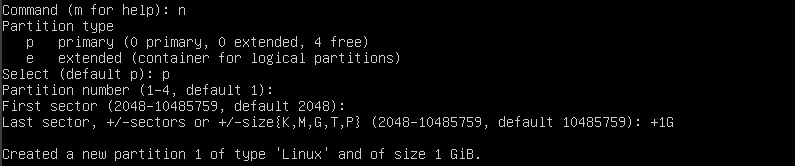 Command (m for help): n
Partition type
   p   primary (0 primary, 0 extended, 4 free)
   e   extended (container for logical partitions)
Select (default p): p
Partition number (1-4, default 1):
First sector (2048-10485759, default 2048):
Last sector, +/-sectors or +/-size{K,M,G,T,P} (2048-10485759, default 10485759): +1G

Created a new partition 1 of type 'Linux' and of size 1 GiB.